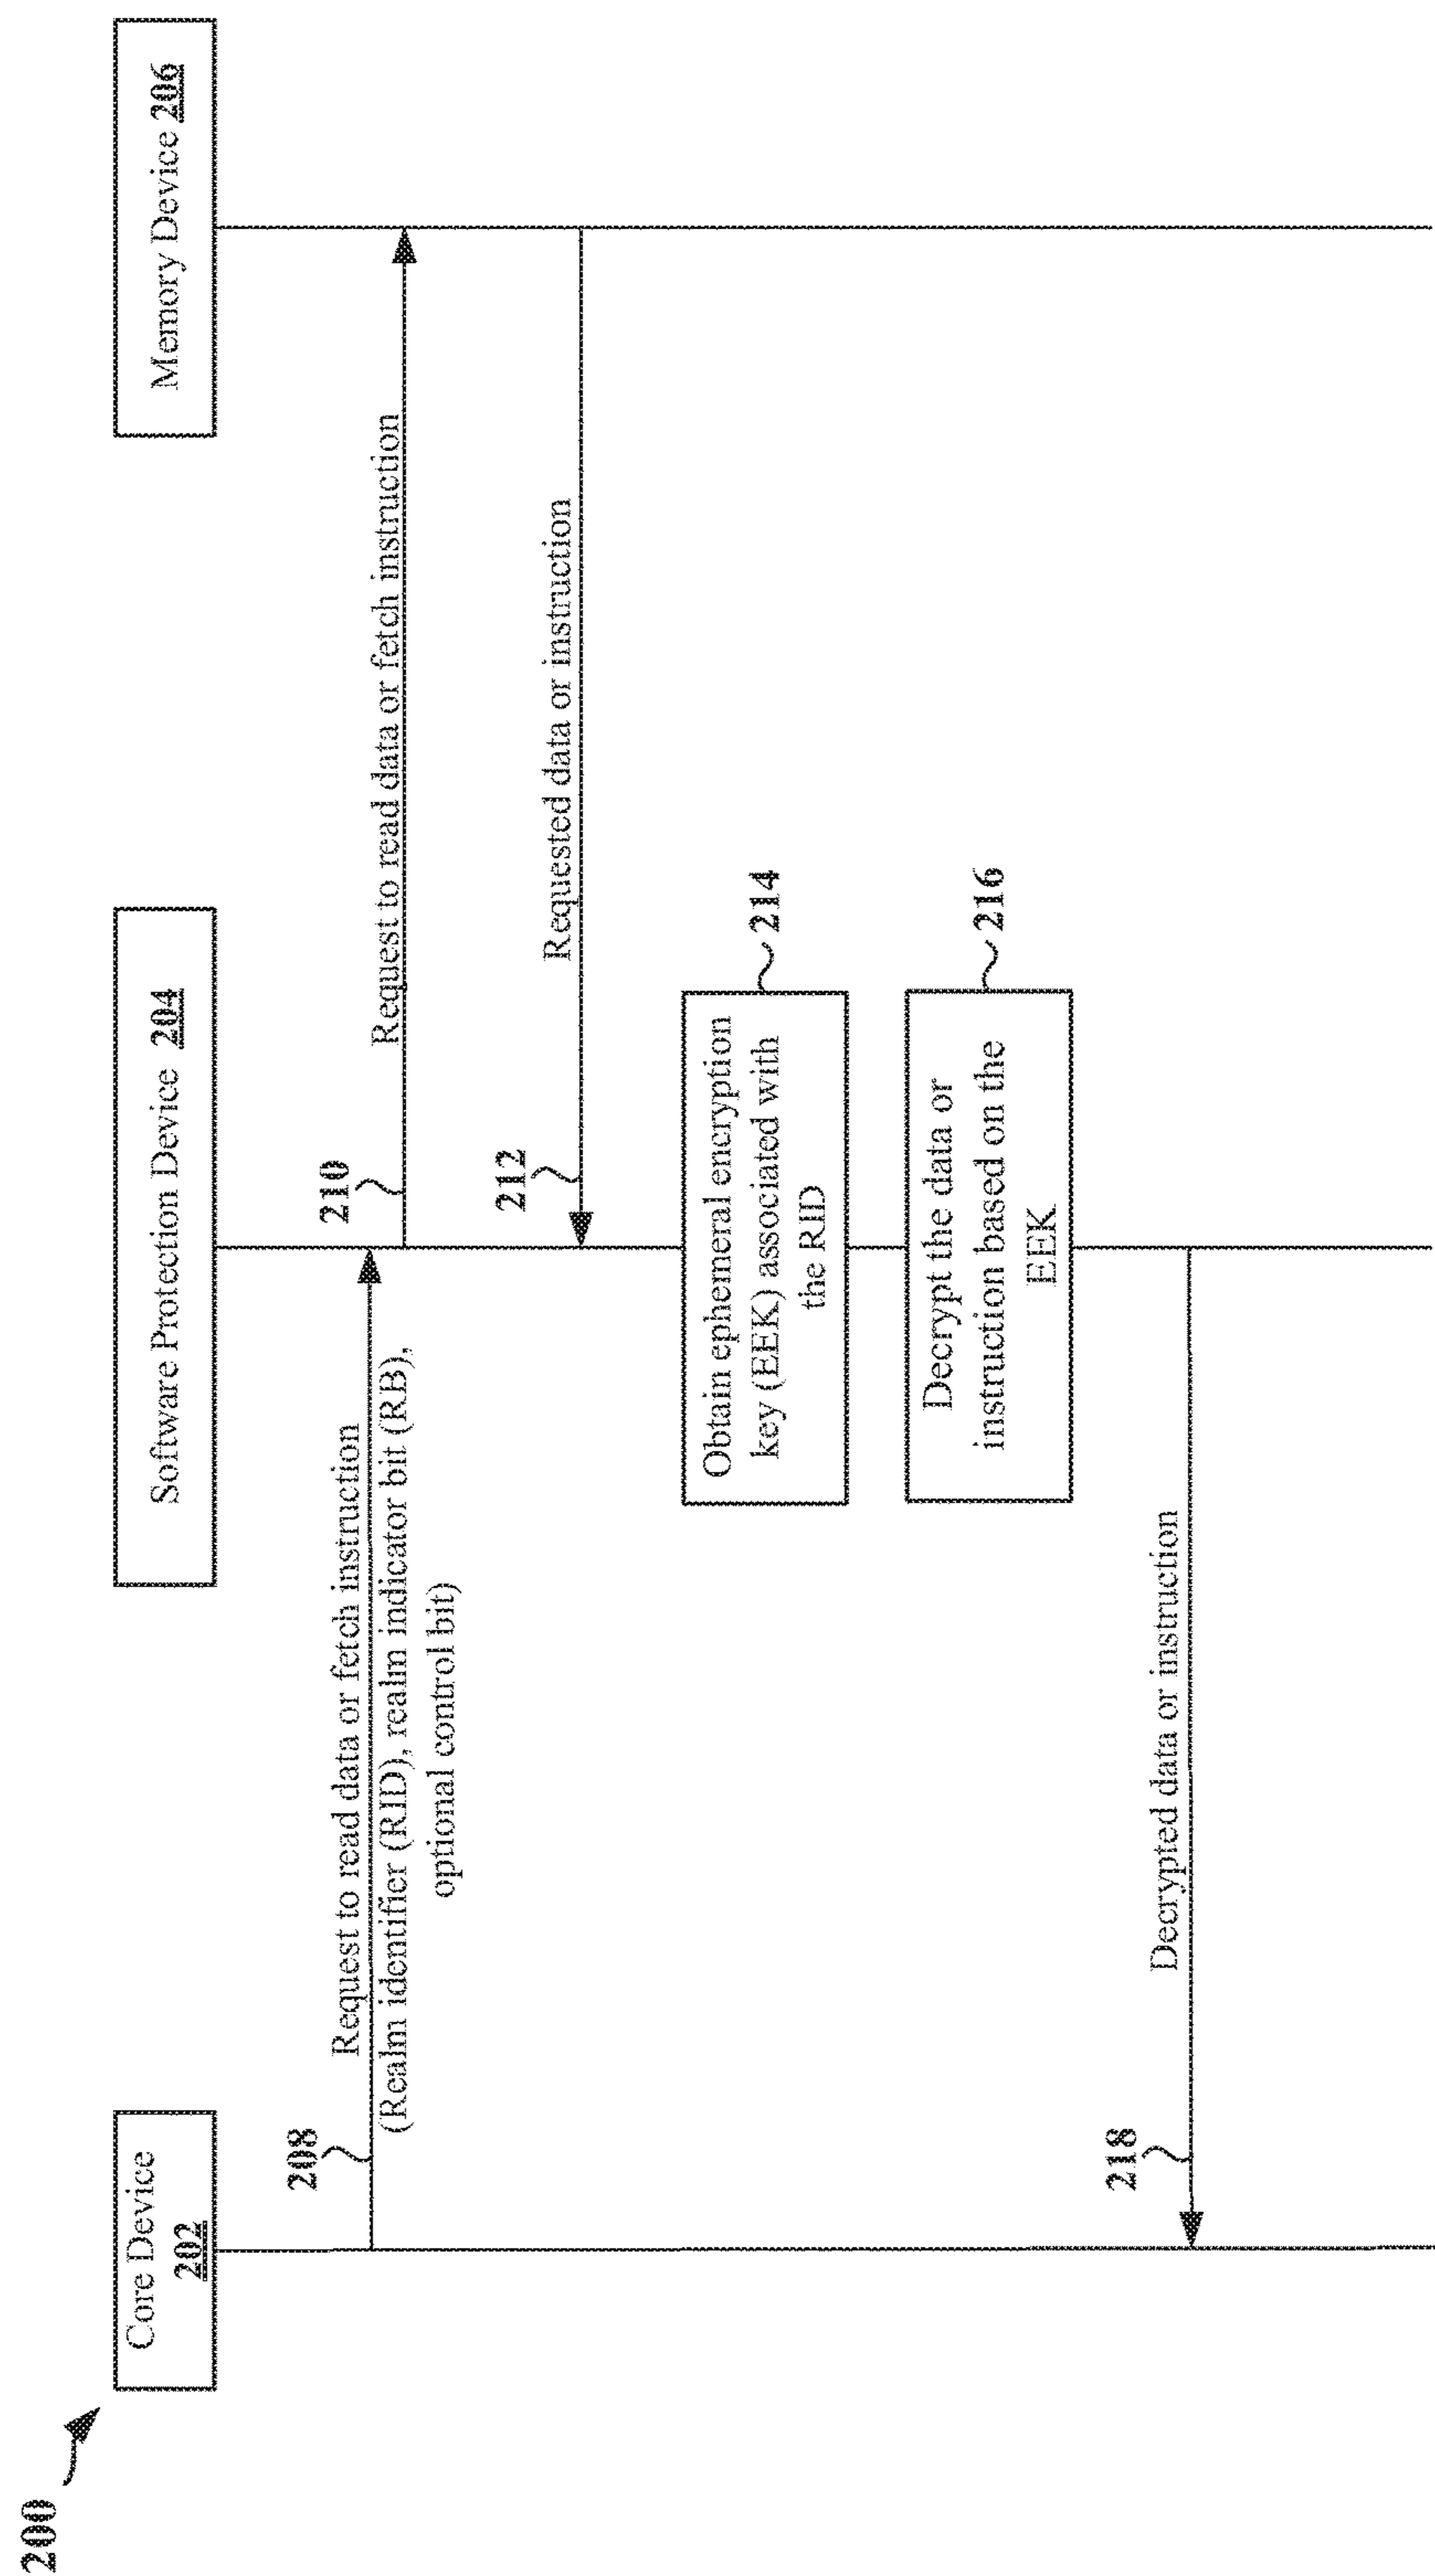 200
Core Device
202
Software Protection Device 204
Memory Device 206
208
Request to read data or fetch instruction
(Realm identifier (RID), realm indicator bit (RB),
optional control bit)
210
Request to read data or fetch instruction
212
Requested data or instruction
Obtain ephemeral encryption
key (EEK) associated with
the RID
214
Decrypt the data or
instruction based on the
EEK
216
218
Decrypted data or instruction